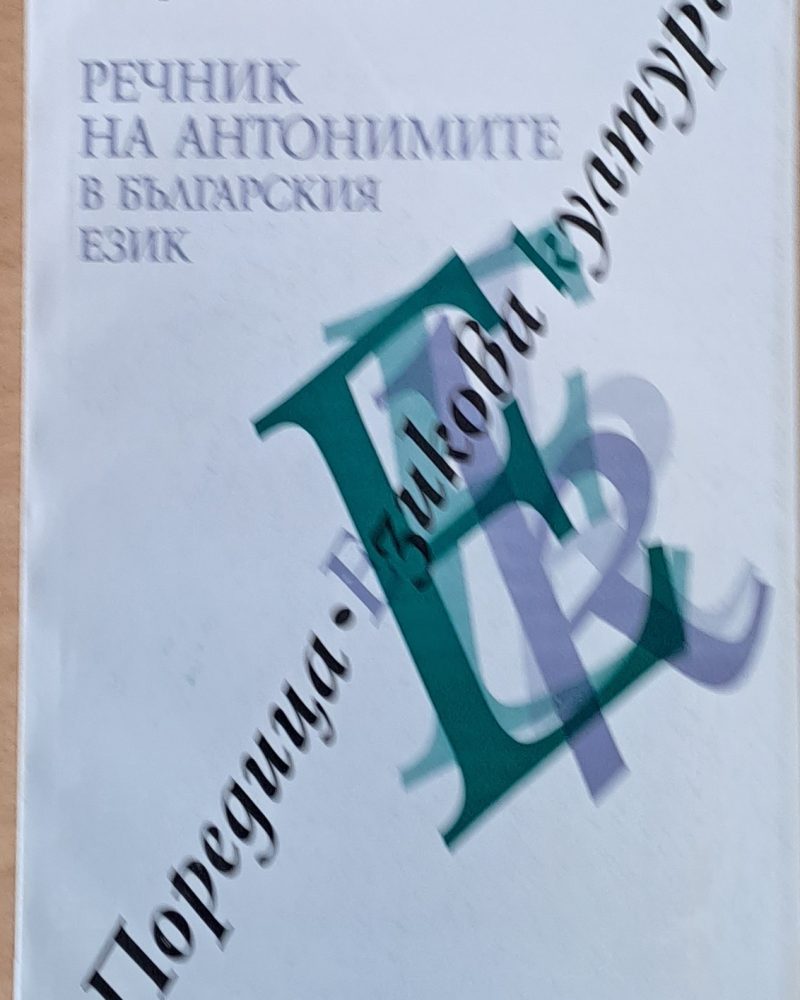 РЕЧНИК
НА АНТОНИМИТЕ
В БЪЛГАРСКИЯ
ЕЗИК
Поредица • Езикова култура